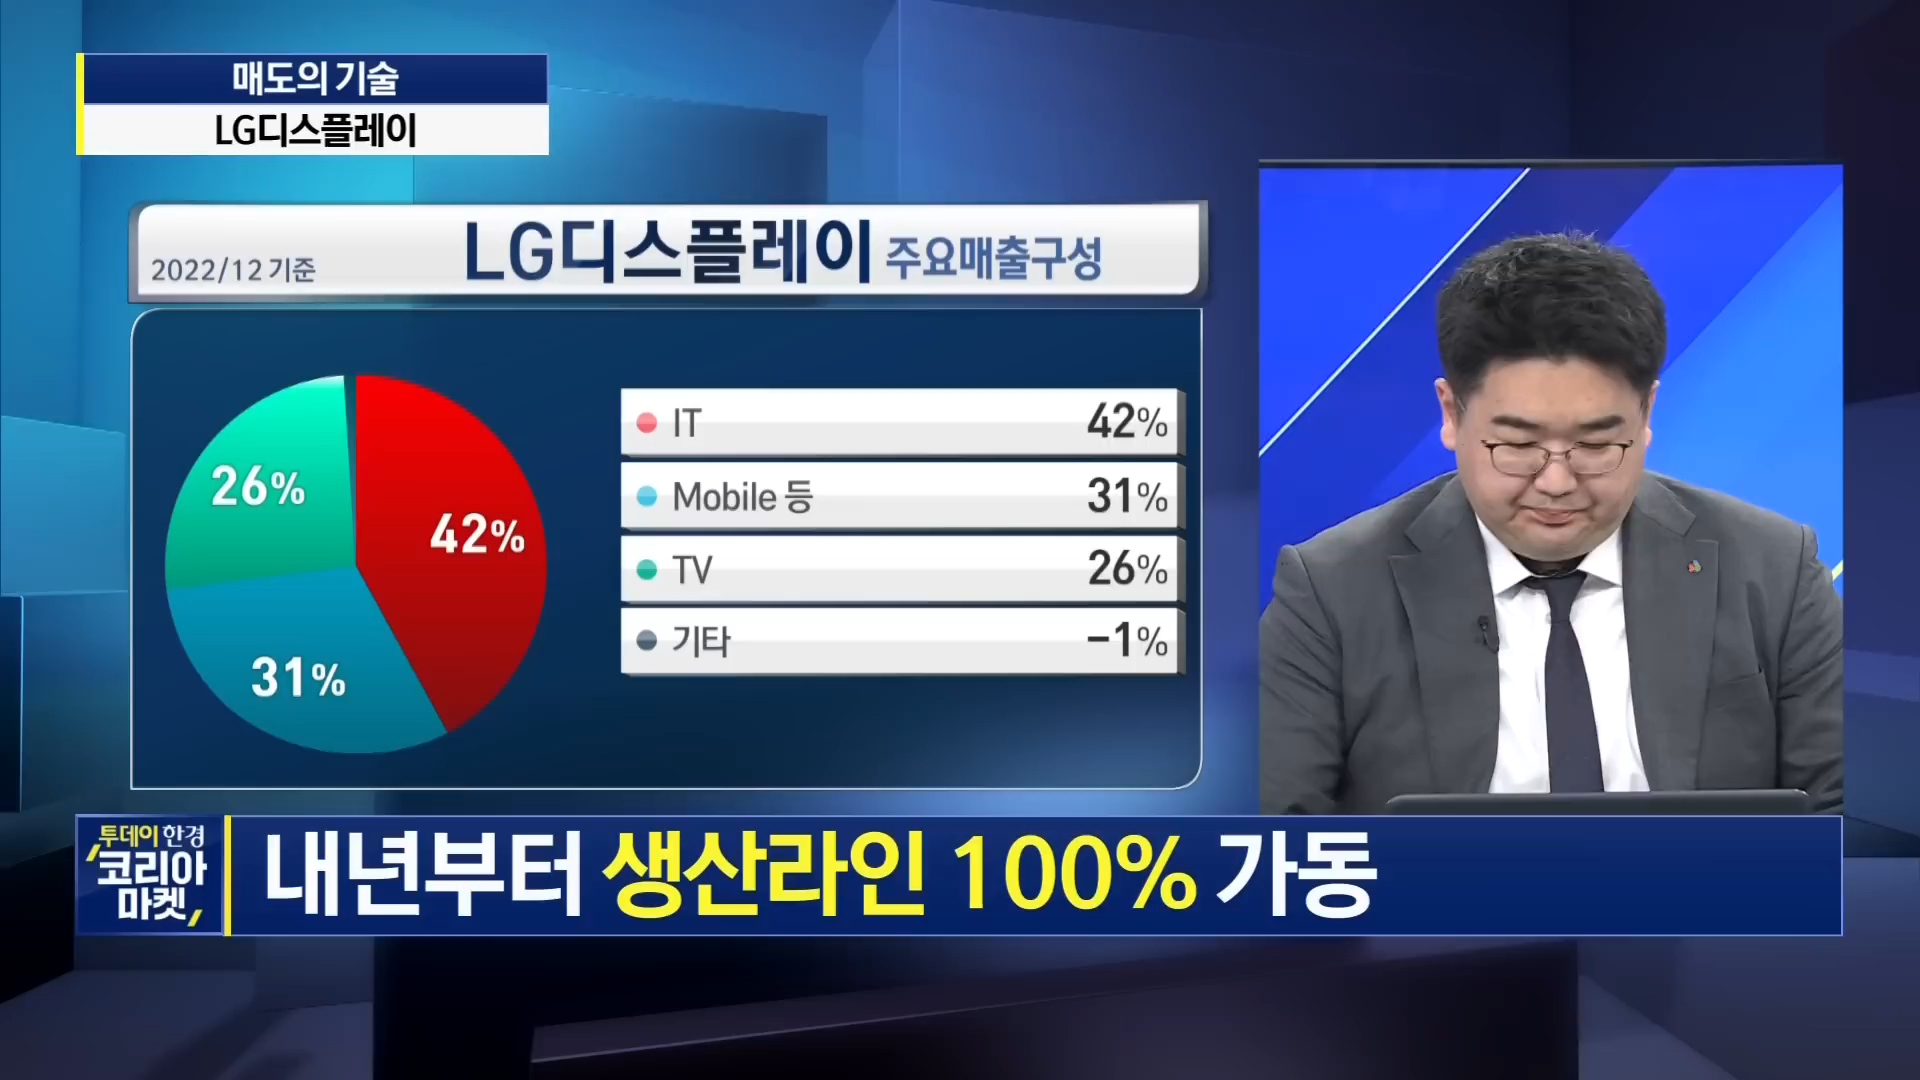 매도의 기술
LG디스플레이
2022/12 기준
LG디스플레이 주요매출구성
26%
42%
31%
IT 42%
Mobile 등 31%
TV 26%
기타 -1%
투데이 한경
코리아
마켓
내년부터 생산라인 100% 가동